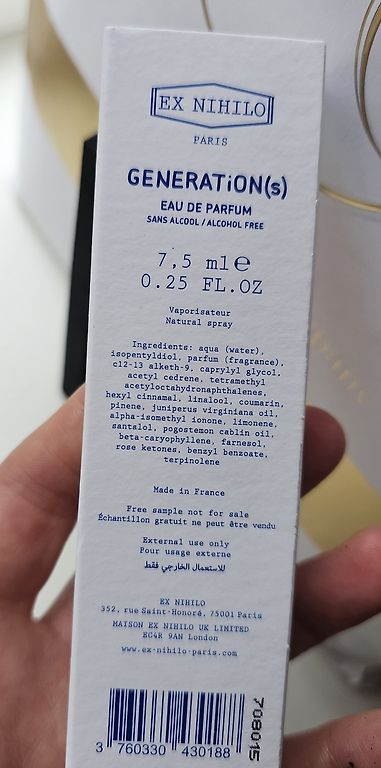 EX NIHILO
PARIS
GENERATiON(s)
EAU DE PARFUM
SANS ALCOOL / ALCOHOL FREE
7,5 ml℮
0.25 FL.OZ
Vaporisateur
Natural spray
Ingredients: aqua (water),
isopentyldiol, parfum (fragrance),
c12-13 alketh-9, caprylyl glycol,
acetyl cedrene, tetramethyl
acetyloctahydronaphthalenes,
hexyl cinnamal, linalool, coumarin,
pinene, juniperus virginiana oil,
alpha-isomethyl ionone, limonene,
santalol, pogostemon cablin oil,
beta-caryophyllene, farnesol,
rose ketones, benzyl benzoate,
terpinolene
Made in France
Free sample not for sale
Échantillon gratuit ne peut être vendu
External use only
Pour usage externe
للاستعمال الخارجي فقط
EX NIHILO
352, rue Saint-Honoré, 75001 Paris
MAISON EX NIHILO UK LIMITED
EC4R 9AN London
www.ex-nihilo-paris.com
3 760330 430188
708015